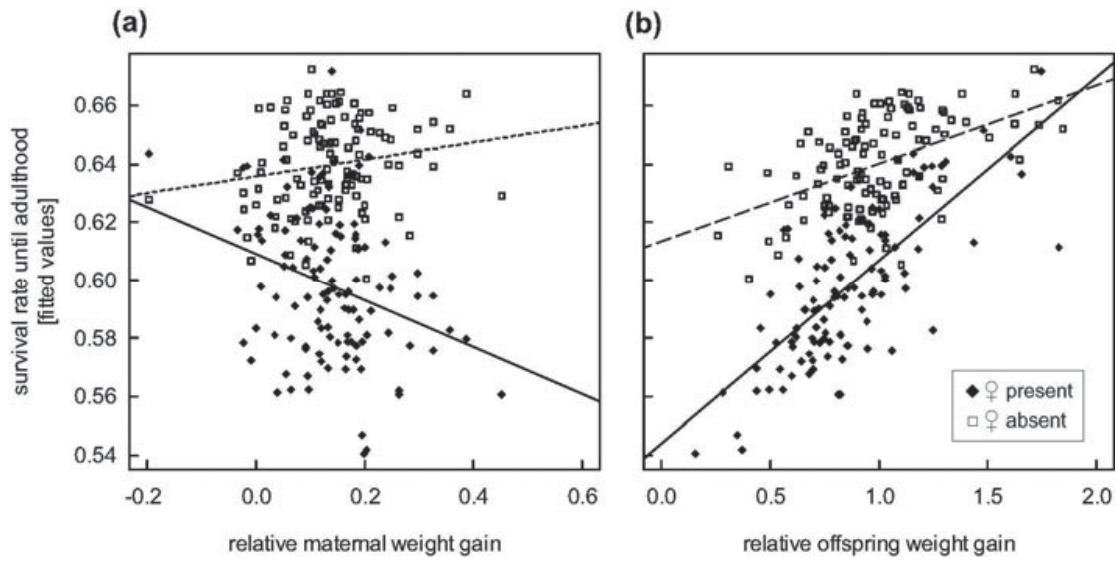 (a)
(b)
survival rate until adulthood
[fitted values]
0.66
0.64
0.62
0.60
0.58
0.56
0.54
-0.2 0.0 0.2 0.4 0.6
0.0 0.5 1.0 1.5 2.0
♀ present
♀ absent
relative maternal weight gain
relative offspring weight gain